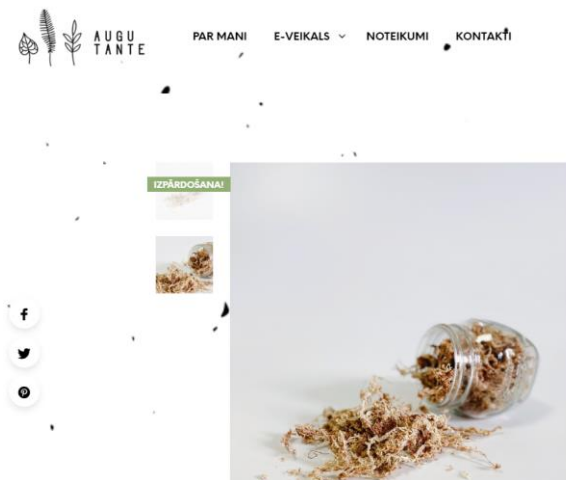 AUGU
TANTE
PAR MANI
E-VEIKALS
NOTEIKUMI
KONTAKTI
IZPĀRDOŠANA!